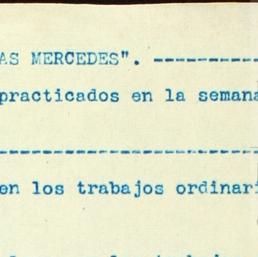 AS MERCEDES". ------------
practicados en la semana
------------------------
en los trabajos ordinari